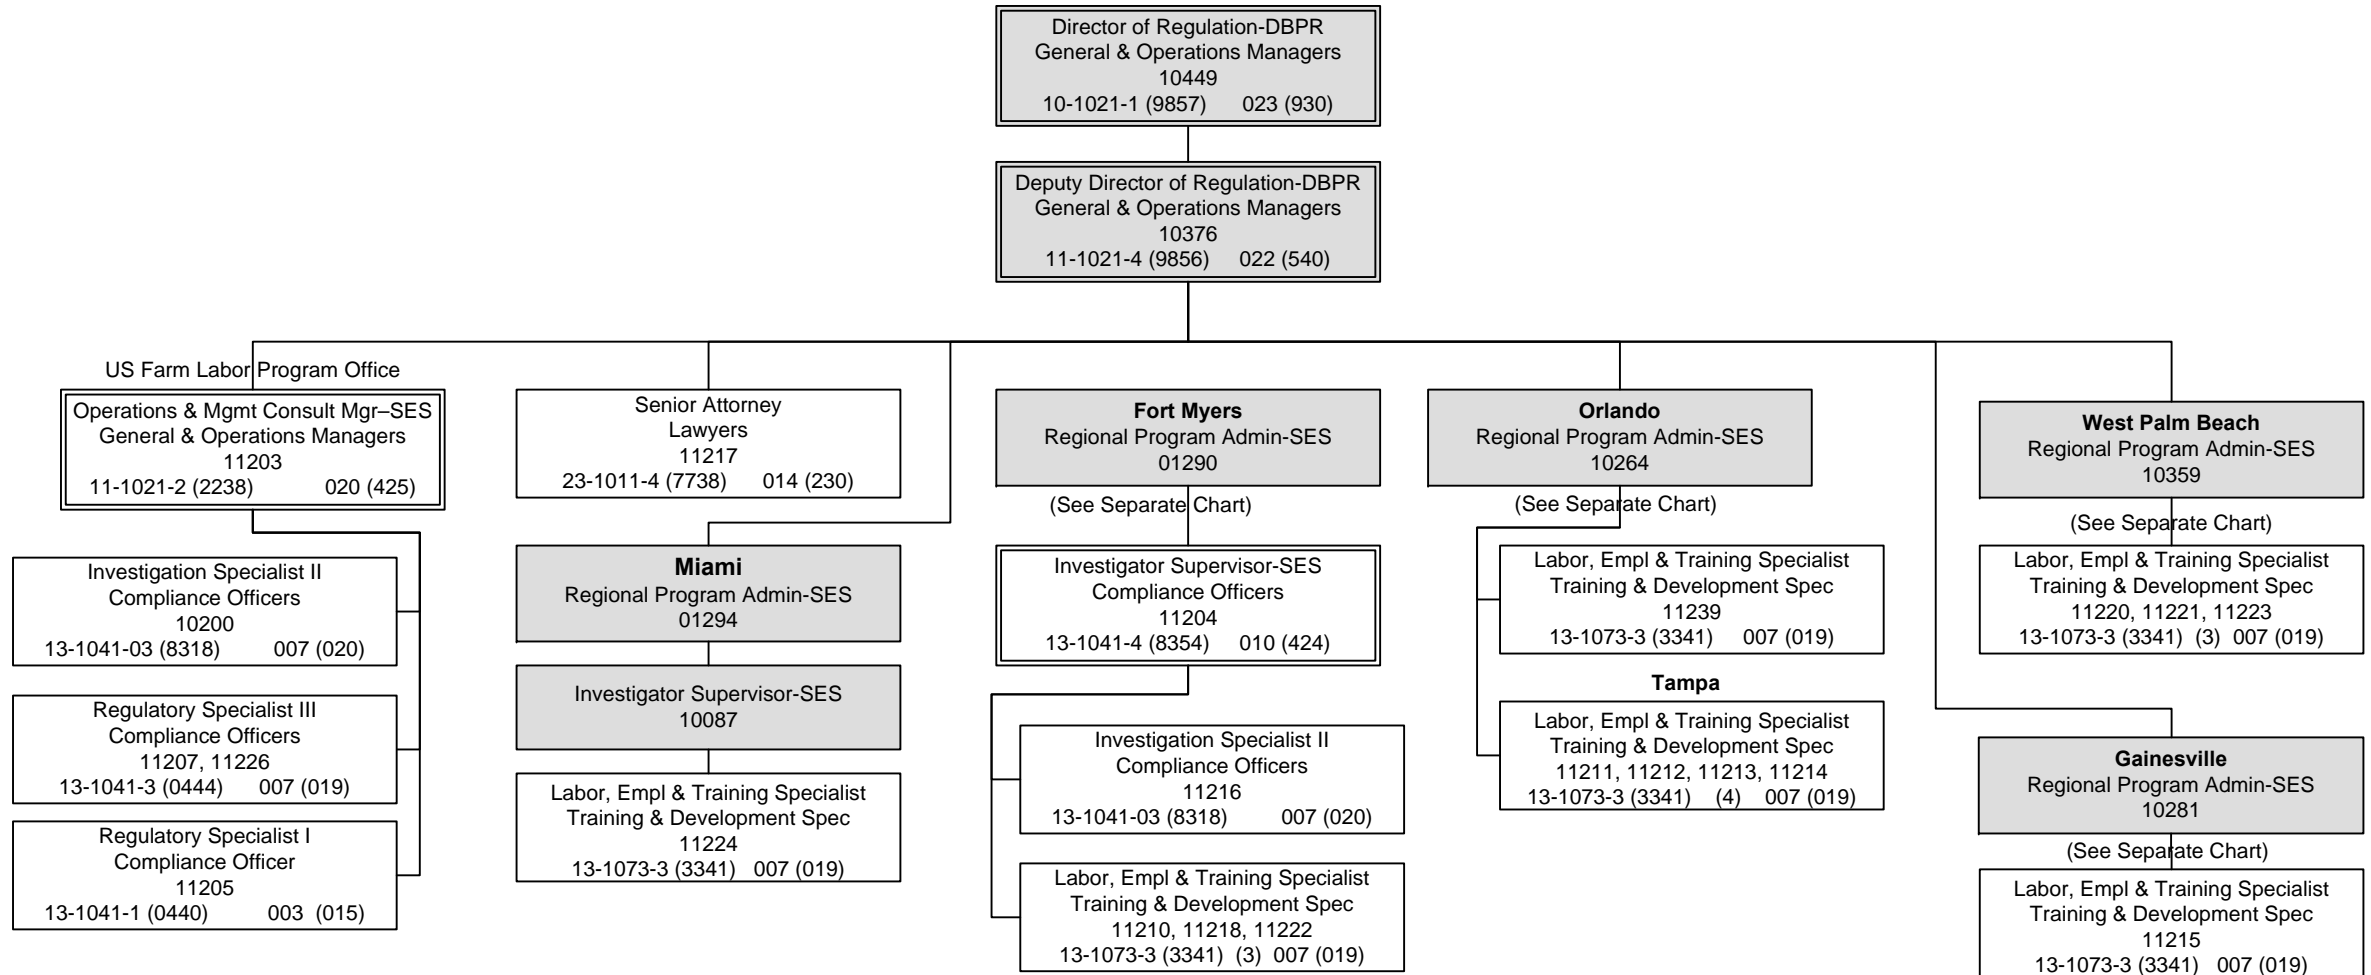 Director of Regulation-DBPR
General & Operations Managers
10449
10-1021-1 (9857) 023 (930)
Deputy Director of Regulation-DBPR
General & Operations Managers
10376
11-1021-4 (9856) 022 (540)
US Farm Labor Program Office
Operations & Mgmt Consult Mgr–SES
General & Operations Managers
11203
11-1021-2 (2238) 020 (425)
Investigation Specialist II
Compliance Officers
10200
13-1041-03 (8318) 007 (020)
Regulatory Specialist III
Compliance Officers
11207, 11226
13-1041-3 (0444) 007 (019)
Regulatory Specialist I
Compliance Officer
11205
13-1041-1 (0440) 003 (015)
Senior Attorney
Lawyers
11217
23-1011-4 (7738) 014 (230)
Miami
Regional Program Admin-SES
01294
Investigator Supervisor-SES
10087
Labor, Empl & Training Specialist
Training & Development Spec
11224
13-1073-3 (3341) 007 (019)
Fort Myers
Regional Program Admin-SES
01290
(See Separate Chart)
Investigator Supervisor-SES
Compliance Officers
11204
13-1041-4 (8354) 010 (424)
Investigation Specialist II
Compliance Officers
11216
13-1041-03 (8318) 007 (020)
Labor, Empl & Training Specialist
Training & Development Spec
11210, 11218, 11222
13-1073-3 (3341) (3) 007 (019)
Orlando
Regional Program Admin-SES
10264
(See Separate Chart)
Labor, Empl & Training Specialist
Training & Development Spec
11239
13-1073-3 (3341) 007 (019)
Tampa
Labor, Empl & Training Specialist
Training & Development Spec
11211, 11212, 11213, 11214
13-1073-3 (3341) (4) 007 (019)
West Palm Beach
Regional Program Admin-SES
10359
(See Separate Chart)
Labor, Empl & Training Specialist
Training & Development Spec
11220, 11221, 11223
13-1073-3 (3341) (3) 007 (019)
Gainesville
Regional Program Admin-SES
10281
(See Separate Chart)
Labor, Empl & Training Specialist
Training & Development Spec
11215
13-1073-3 (3341) 007 (019)